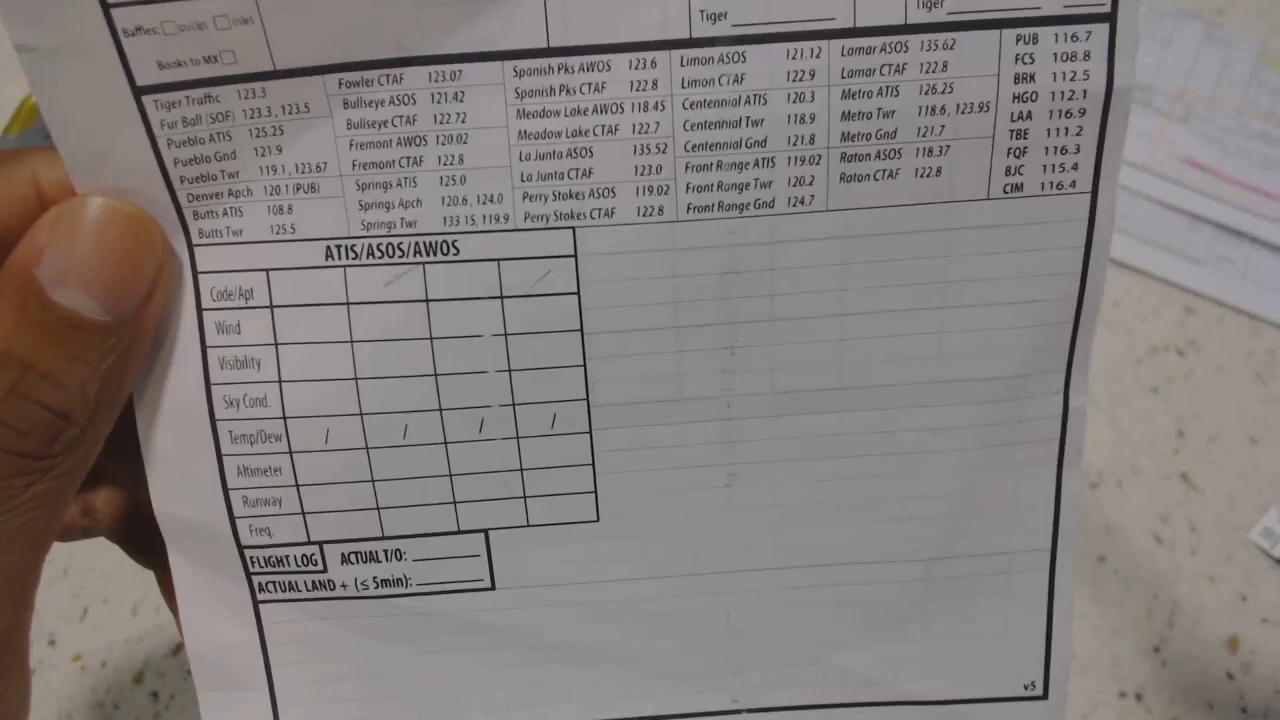 Baffles: outlet inlet
Books to MX
Tiger
Tiger
Tiger Traffic 123.3
Fur Ball (SOF) 123.3, 123.5
Pueblo ATIS 125.25
Pueblo Gnd 121.9
Pueblo Twr 119.1, 123.67
Denver Apch 120.1 (PUB)
Butts ATIS 108.8
Butts Twr 125.5
Fowler CTAF 123.07
Bullseye ASOS 121.42
Bullseye CTAF 122.72
Fremont AWOS 120.02
Fremont CTAF 122.8
Springs ATIS 125.0
Springs Apch 120.6, 124.0
Springs Twr 133.15, 119.9
Spanish Pks AWOS 123.6
Spanish Pks CTAF 122.8
Meadow Lake AWOS 118.45
Meadow Lake CTAF 122.7
La Junta ASOS 135.52
La Junta CTAF 123.0
Perry Stokes ASOS 119.02
Perry Stokes CTAF 122.8
Limon ASOS 121.12
Limon CTAF 122.9
Centennial ATIS 120.3
Centennial Twr 118.9
Centennial Gnd 121.8
Front Range ATIS 119.02
Front Range Twr 120.2
Front Range Gnd 124.7
Lamar ASOS 135.62
Lamar CTAF 122.8
Metro ATIS 126.25
Metro Twr 118.6, 123.95
Metro Gnd 121.7
Raton ASOS 118.37
Raton CTAF 122.8
PUB 116.7
FCS 108.8
BRK 112.5
HGO 112.1
LAA 116.9
TBE 111.2
FQF 116.3
BJC 115.4
CIM 116.4
ATIS/ASOS/AWOS
Code/Apt / /
Wind
Visibility
Sky Cond.
Temp/Dew / / / /
Altimeter
Runway
Freq.
FLIGHT LOG ACTUAL T/O:
ACTUAL LAND + (≤ 5min):
v5